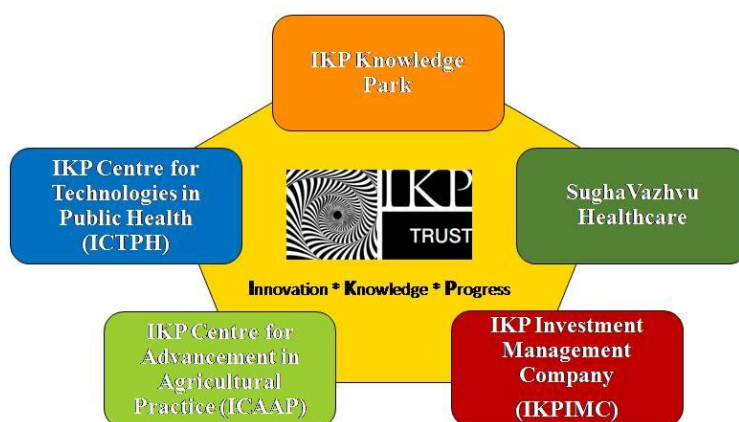 IKP Knowledge
Park
IKP Centre for
Technologies in
Public Health
(ICTPH)
IKP
TRUST
SughaVazhvu
Healthcare
Innovation * Knowledge * Progress
IKP Centre for
Advancement in
Agricultural
Practice (ICAAP)
IKP Investment
Management
Company
(IKPIMC)